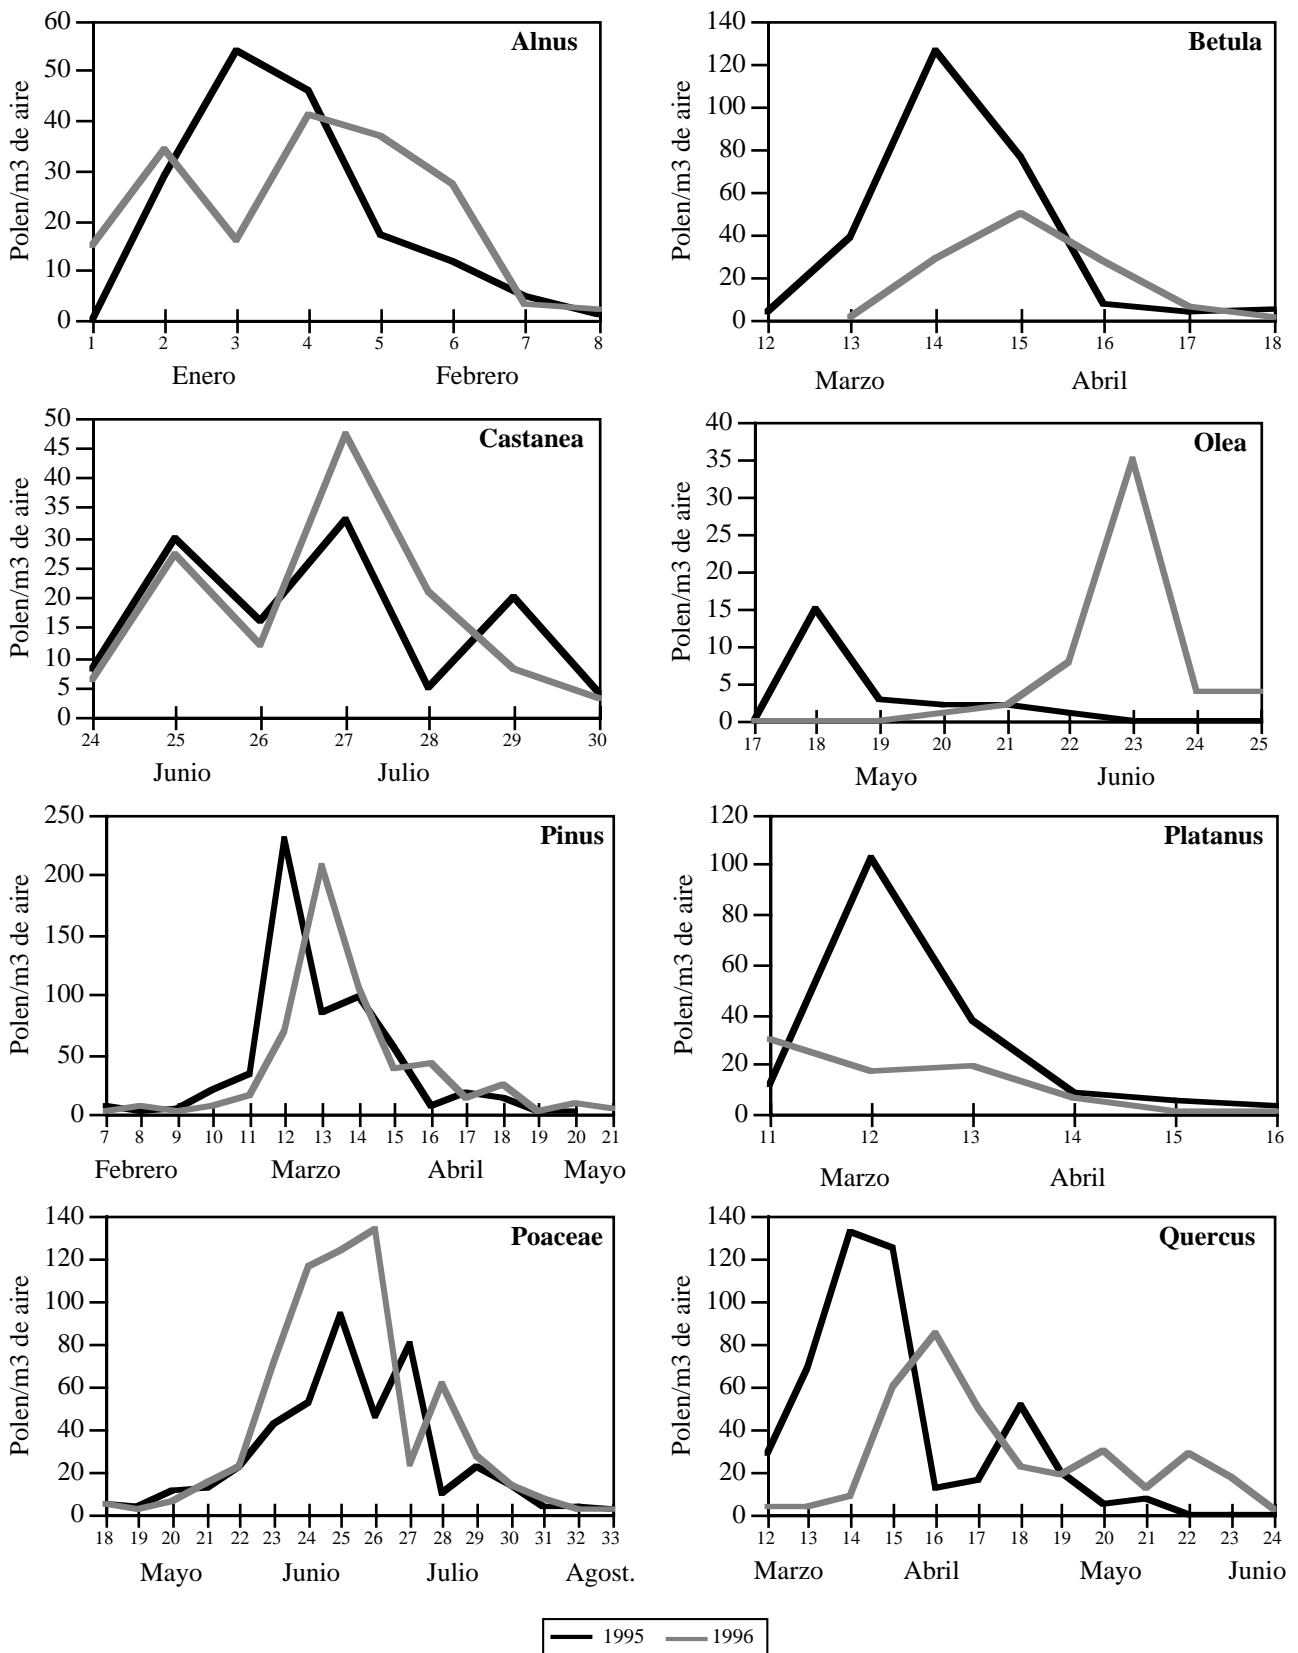 Alnus
Polen/m3 de aire
60
50
40
30
20
10
0
1 2 3 4 5 6 7 8
Enero Febrero
Betula
Polen/m3 de aire
140
120
100
80
60
40
20
0
12 13 14 15 16 17 18
Marzo Abril
Castanea
Polen/m3 de aire
50
45
40
35
30
25
20
15
10
5
0
24 25 26 27 28 29 30
Junio Julio
Olea
Polen/m3 de aire
40
35
30
25
20
15
10
5
0
17 18 19 20 21 22 23 24 25
Mayo Junio
Pinus
Polen/m3 de aire
250
200
150
100
50
0
7 8 9 10 11 12 13 14 15 16 17 18 19 20 21
Febrero Marzo Abril Mayo
Platanus
Polen/m3 de aire
120
100
80
60
40
20
0
11 12 13 14 15 16
Marzo Abril
Poaceae
Polen/m3 de aire
140
120
100
80
60
40
20
0
18 19 20 21 22 23 24 25 26 27 28 29 30 31 32 33
Mayo Junio Julio Agost.
Quercus
Polen/m3 de aire
140
120
100
80
60
40
20
0
12 13 14 15 16 17 18 19 20 21 22 23 24
Marzo Abril Mayo Junio
1995 1996